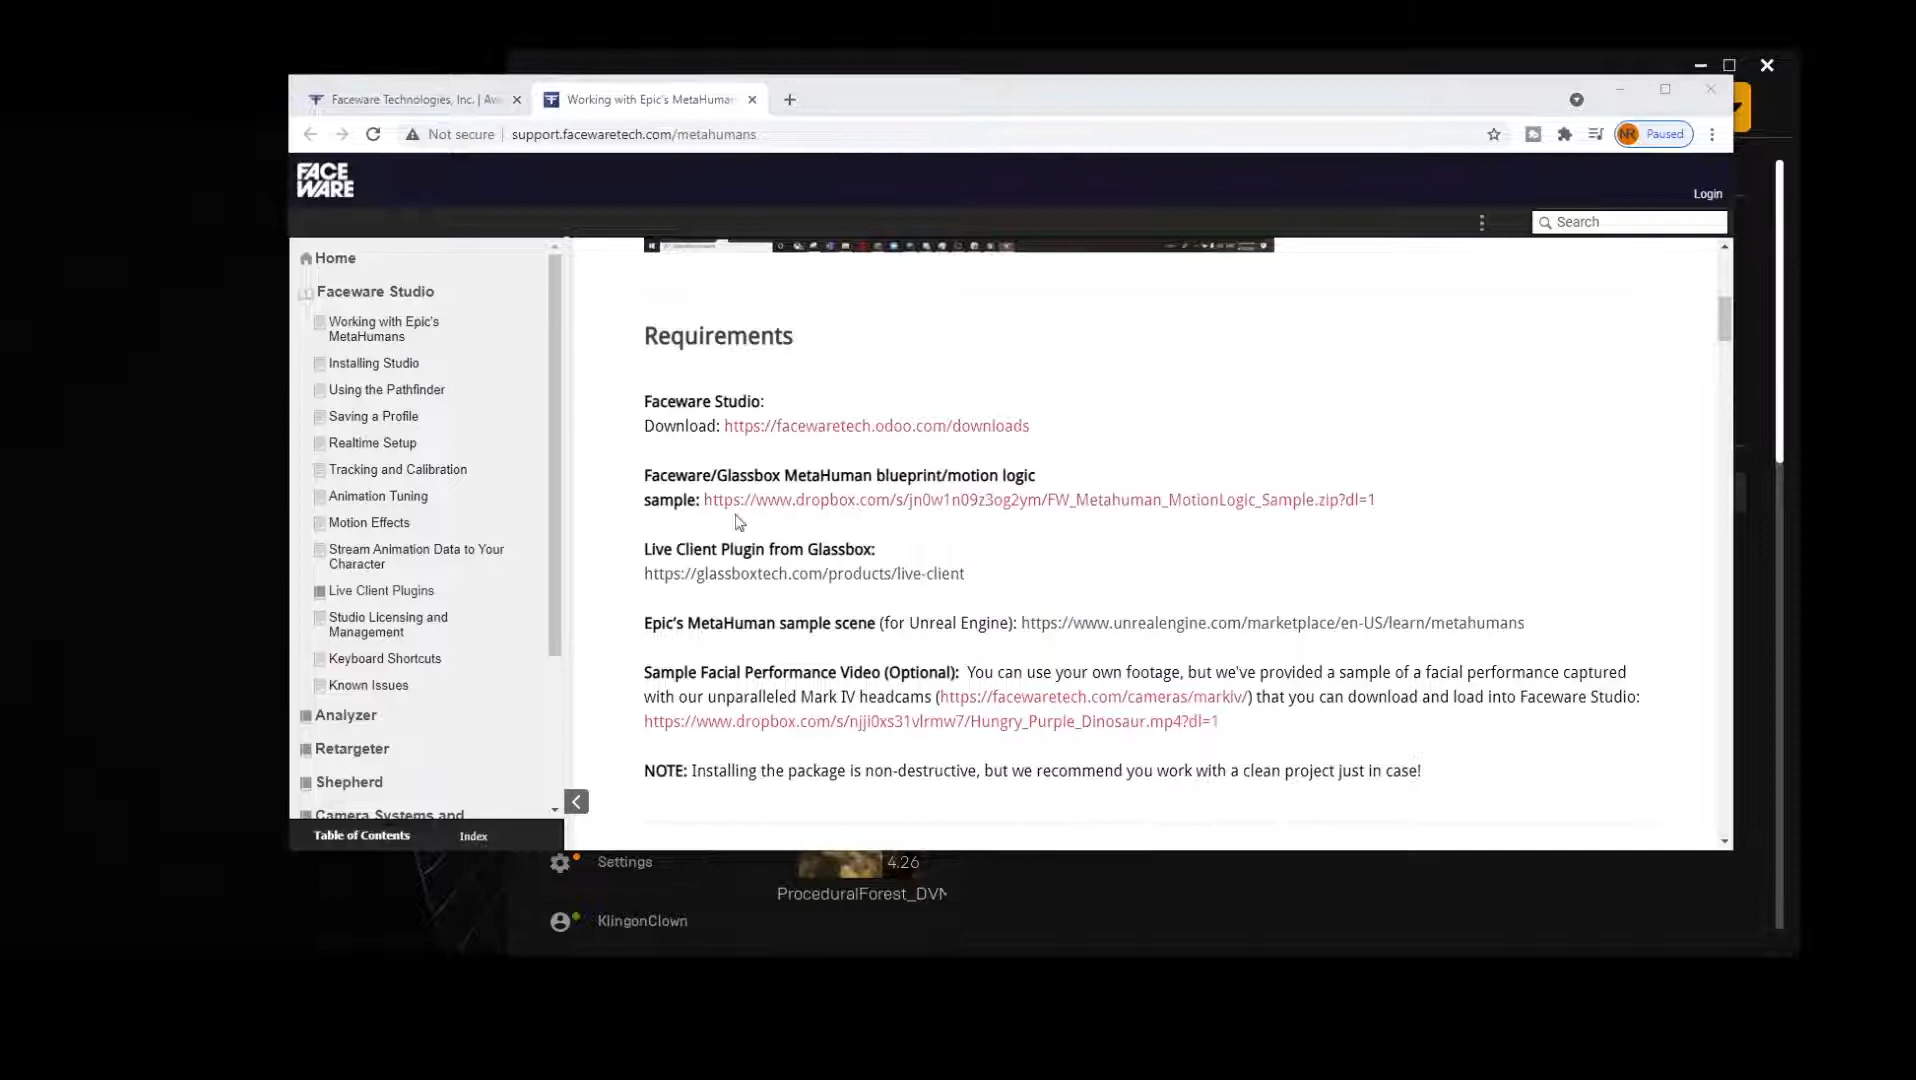 Faceware Technologies, Inc. | Aw
Working with Epic's MetaHuman
Not secure
support.facewaretech.com/metahumans
NR
Paused
FACE
WARE
Login
Search
Home
Faceware Studio
Working with Epic's
MetaHumans
Installing Studio
Using the Pathfinder
Saving a Profile
Realtime Setup
Tracking and Calibration
Animation Tuning
Motion Effects
Stream Animation Data to Your
Character
Live Client Plugins
Studio Licensing and
Management
Keyboard Shortcuts
Known Issues
Analyzer
Retargeter
Shepherd
Camera Systems and
Table of Contents
Index
Requirements
Faceware Studio:
Download: https://facewaretech.odoo.com/downloads
Faceware/Glassbox MetaHuman blueprint/motion logic
sample: https://www.dropbox.com/s/jn0w1n09z3og2ym/FW_Metahuman_MotionLogic_Sample.zip?dl=1
Live Client Plugin from Glassbox:
https://glassboxtech.com/products/live-client
Epic's MetaHuman sample scene (for Unreal Engine): https://www.unrealengine.com/marketplace/en-US/learn/metahumans
Sample Facial Performance Video (Optional): You can use your own footage, but we've provided a sample of a facial performance captured
with our unparalleled Mark IV headcams (https://facewaretech.com/cameras/markiv/) that you can download and load into Faceware Studio:
https://www.dropbox.com/s/njji0xs31vlrmw7/Hungry_Purple_Dinosaur.mp4?dl=1
NOTE: Installing the package is non-destructive, but we recommend you work with a clean project just in case!
Settings
4.26
ProceduralForest_DVN
KlingonClown